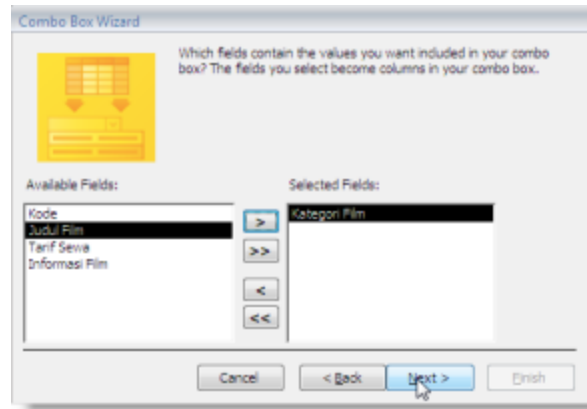 Combo Box Wizard
Which fields contain the values you want included in your combo
box? The fields you select become columns in your combo box.
Available Fields:
Selected Fields:
Kode
Judul Film
Tarif Sewa
Informasi Film
>
>>
<
<<
Kategori Film
Cancel
< Back
Next >
Finish